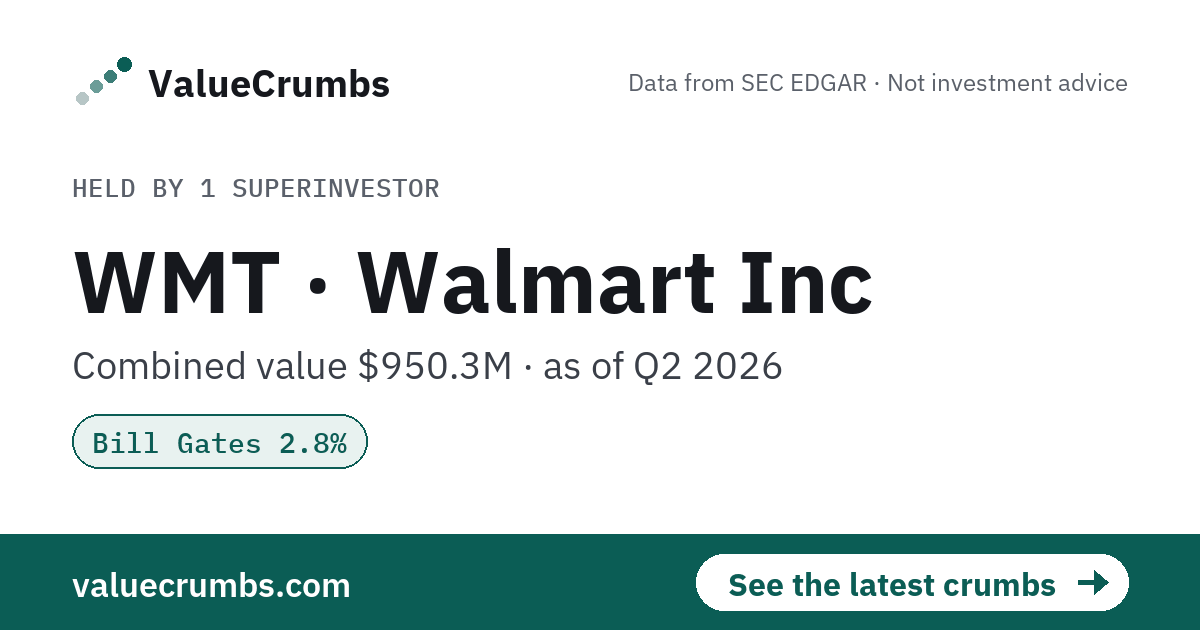 ValueCrumbs
Data from SEC EDGAR · Not investment advice
HELD BY 1 SUPERINVESTOR
WMT · Walmart Inc
Combined value $950.3M · as of Q2 2026
Bill Gates 2.8%
valuecrumbs.com
See the latest crumbs →